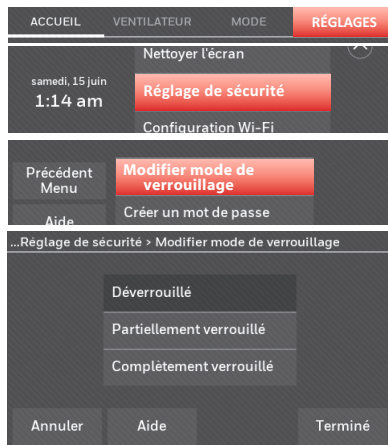 ACCUEIL VENTILATEUR MODE RÉGLAGES
Nettoyer l'écran
samedi, 15 juin
1:14 am
Réglage de sécurité
Configuration Wi-Fi
Précédent
Menu
Modifier mode de
verrouillage
Aide
Créer un mot de passe
...Réglage de sécurité > Modifier mode de verrouillage
Déverrouillé
Partiellement verrouillé
Complètement verrouillé
Annuler Aide Terminé